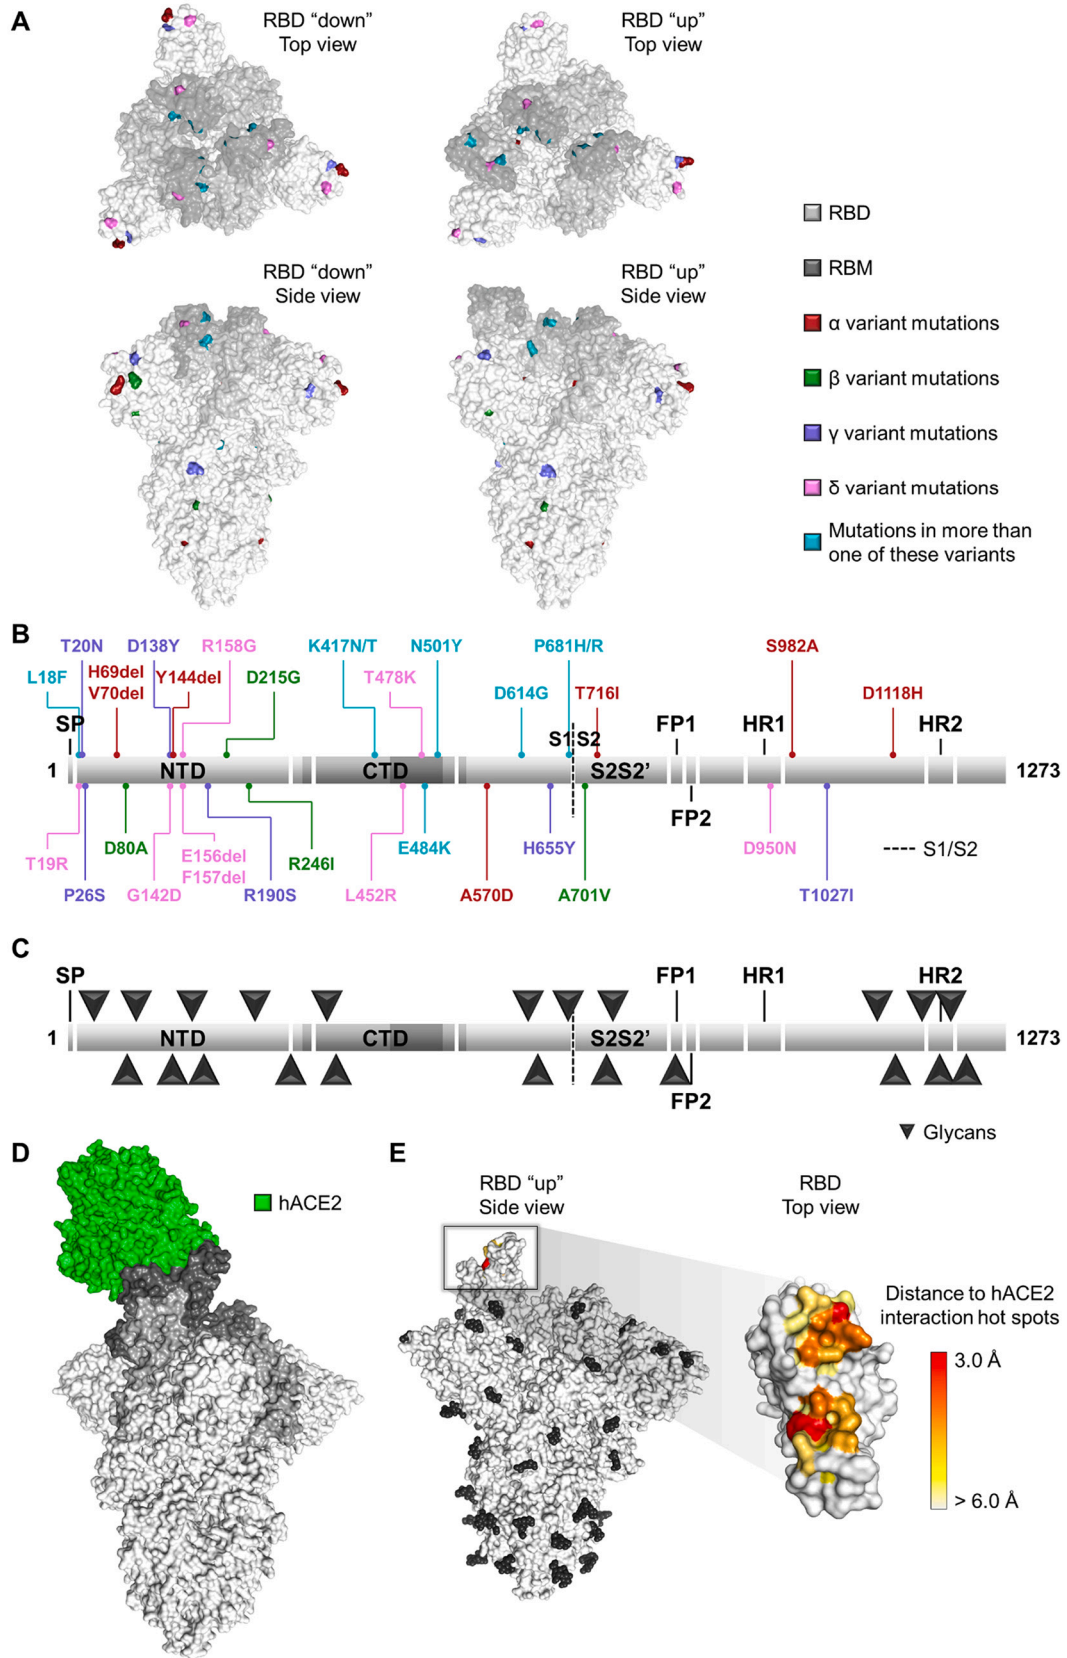 A
RBD “down”
Top view
RBD “up”
Top view
RBD “down”
Side view
RBD “up”
Side view
RBD
RBM
α variant mutations
β variant mutations
γ variant mutations
δ variant mutations
Mutations in more than
one of these variants
B
T20N D138Y R158G K417N/T N501Y P681H/R S982A
L18F H69del Y144del D215G T478K D614G T716I D1118H
V70del
SP S1 S2 FP1 HR1 HR2
1 NTD CTD S2S2’ 1273
FP2
T19R D80A E156del R246I E484K H655Y D950N S1/S2
F157del
P26S G142D R190S L452R A570D A701V T1027I
C
SP FP1 HR1 HR2
1 NTD CTD S2S2’ 1273
FP2
Glycans
D
hACE2
E
RBD “up”
Side view
RBD
Top view
Distance to hACE2
interaction hot spots
3.0 Å
> 6.0 Å